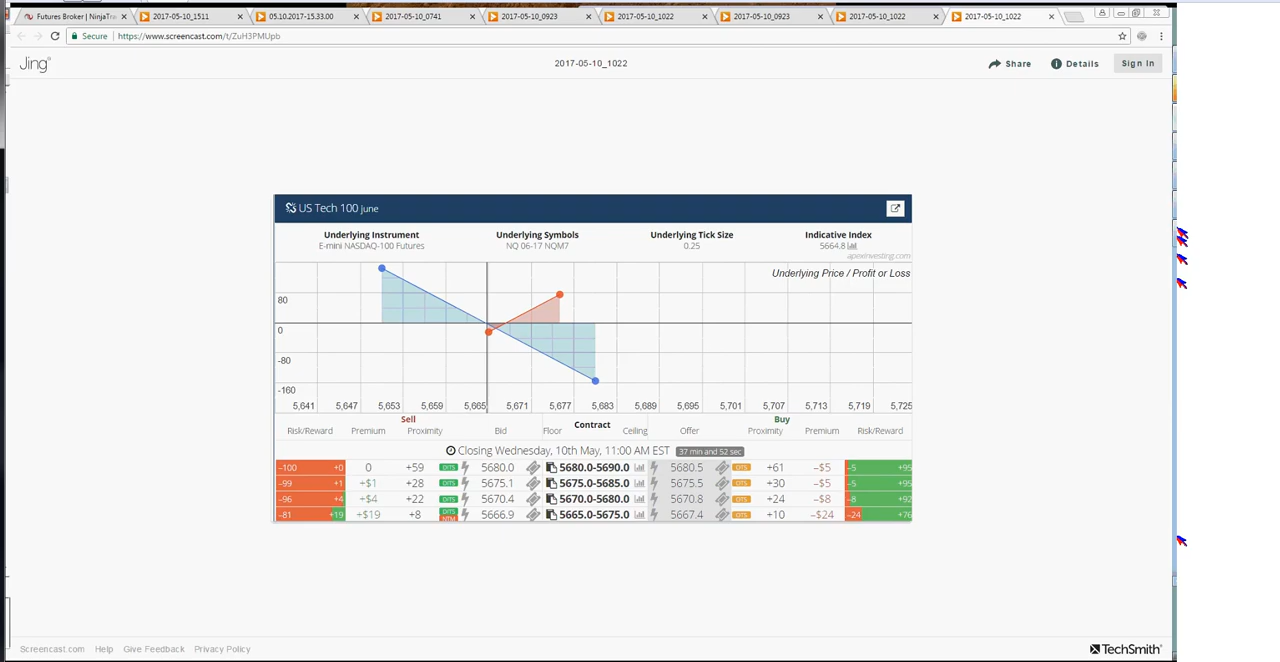 Futures Broker | NinjaTra
2017-05-10_1511
05.10.2017-15.33.00
2017-05-10_0741
2017-05-10_0923
2017-05-10_1022
2017-05-10_0923
2017-05-10_1022
2017-05-10_1022
Secure
https://www.screencast.com/t/ZuH3PMUpb
Jing
2017-05-10_1022
Share
Details
Sign In
US Tech 100 June
Underlying Instrument Underlying Symbols Underlying Tick Size Indicative Index
E-mini NASDAQ-100 Futures NQ 06-17 NQM7 0.25 5664.8
apexinvesting.com
Underlying Price / Profit or Loss
80
0
-80
-160
5,641 5,647 5,653 5,659 5,665 5,671 5,677 5,683 5,689 5,695 5,701 5,707 5,713 5,719 5,725
Sell Contract Buy
Risk/Reward Premium Proximity Bid Floor Ceiling Offer Proximity Premium Risk/Reward
Closing Wednesday, 10th May, 11:00 AM EST 37 min and 52 sec
-100 +0 0 +59 OTS 5680.0 5680.0-5690.0 5680.5 OTS +61 -$5 -5 +95
-99 +1 +$1 +28 OTS 5675.1 5675.0-5685.0 5675.5 OTS +30 -$5 -5 +95
-96 +4 +$4 +22 OTS 5670.4 5670.0-5680.0 5670.8 OTS +24 -$8 -8 +92
-81 +19 +$19 +8 OTS 5666.9 5665.0-5675.0 5667.4 OTS +10 -$24 -24 +76
Screencast.com Help Give Feedback Privacy Policy
TechSmith